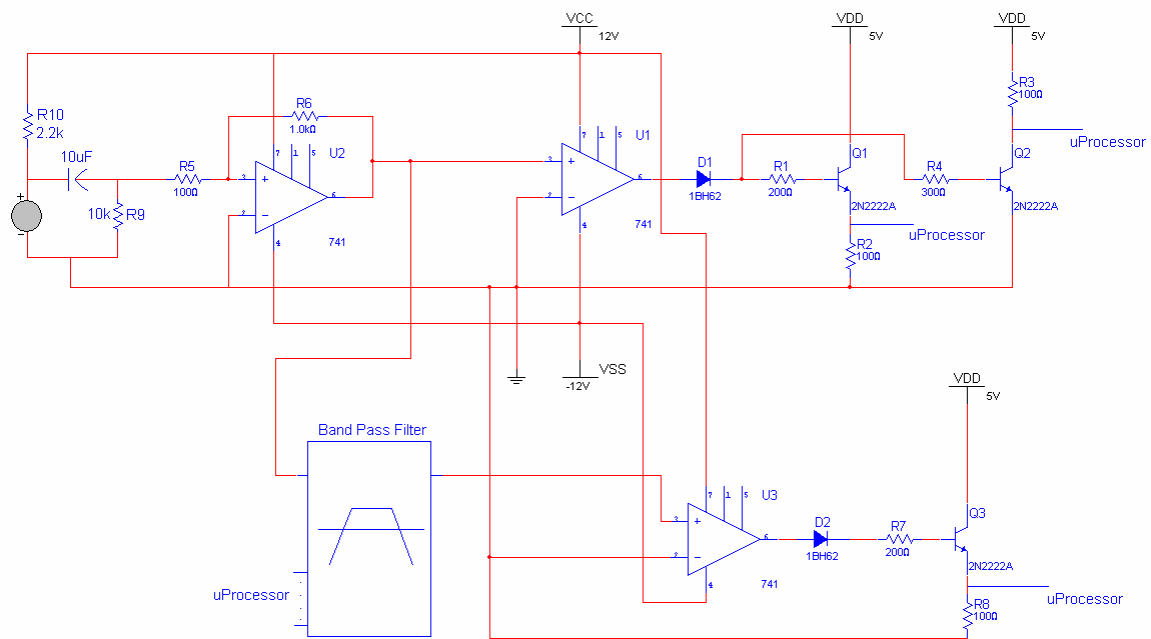 VCC
12V
VDD
5V
VDD
5V
R10
2.2k
10uF
10k
R9
R5
100Ω
R6
1.0kΩ
U2
7
1
5
3
+
2
−
6
4
741
U1
7
1
5
3
+
2
−
6
4
741
D1
1BH62
R1
200Ω
Q1
2N2222A
uProcessor
R2
100Ω
R4
300Ω
R3
100Ω
uProcessor
Q2
2N2222A
+
−
VSS
-12V
Band Pass Filter
uProcessor
U3
7
1
5
3
+
2
−
6
4
741
D2
1BH62
R7
200Ω
VDD
5V
Q3
2N2222A
uProcessor
R8
100Ω